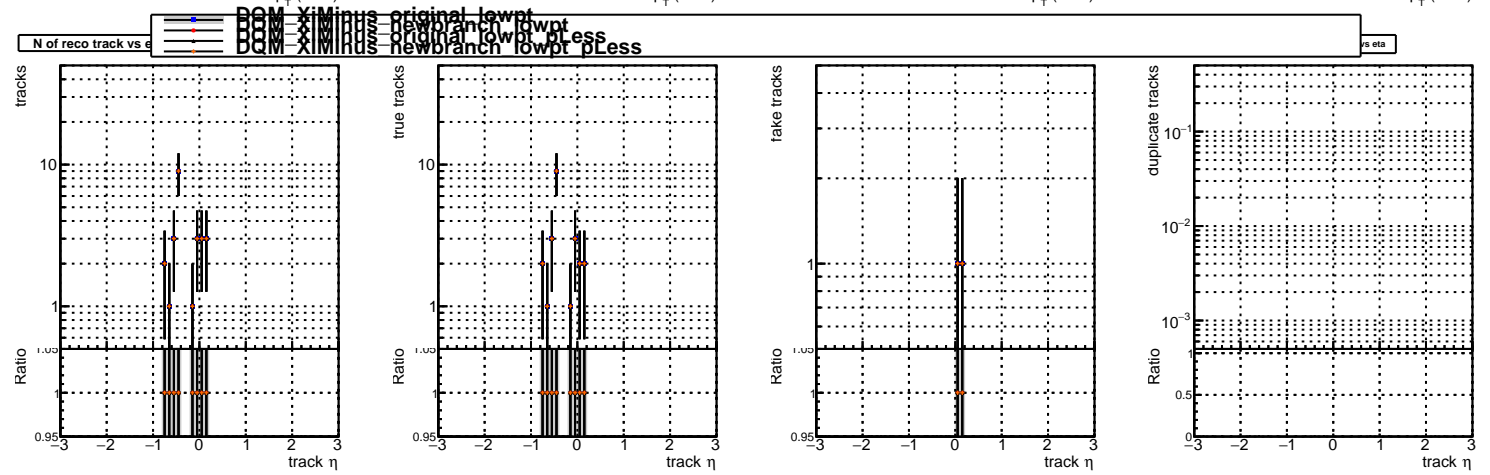 DQM_XiMinus_original_lowpt
DQM_XiMinus_newbranch_lowpt
DQM_XiMinus_original_lowpt_pLess
DQM_XiMinus_newbranch_lowpt_pLess
N of reco track vs e
vs eta
tracks
10
1
Ratio
1.05
1
0.95
−3 −2 −1 0 1 2 3
track η
true tracks
10
1
Ratio
1.05
1
0.95
−3 −2 −1 0 1 2 3
track η
fake tracks
1
Ratio
1.05
1
0.95
−3 −2 −1 0 1 2 3
track η
duplicate tracks
10⁻¹
10⁻²
10⁻³
Ratio
1
0.5
0
−3 −2 −1 0 1 2 3
track η